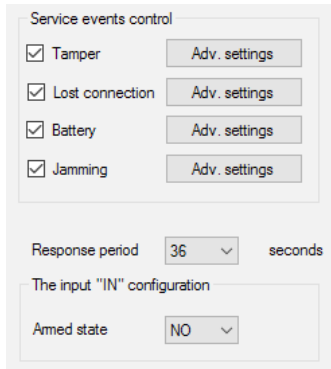 Service events control
Tamper Adv. settings
Lost connection Adv. settings
Battery Adv. settings
Jamming Adv. settings
Response period 36 seconds
The input "IN" configuration
Armed state NO